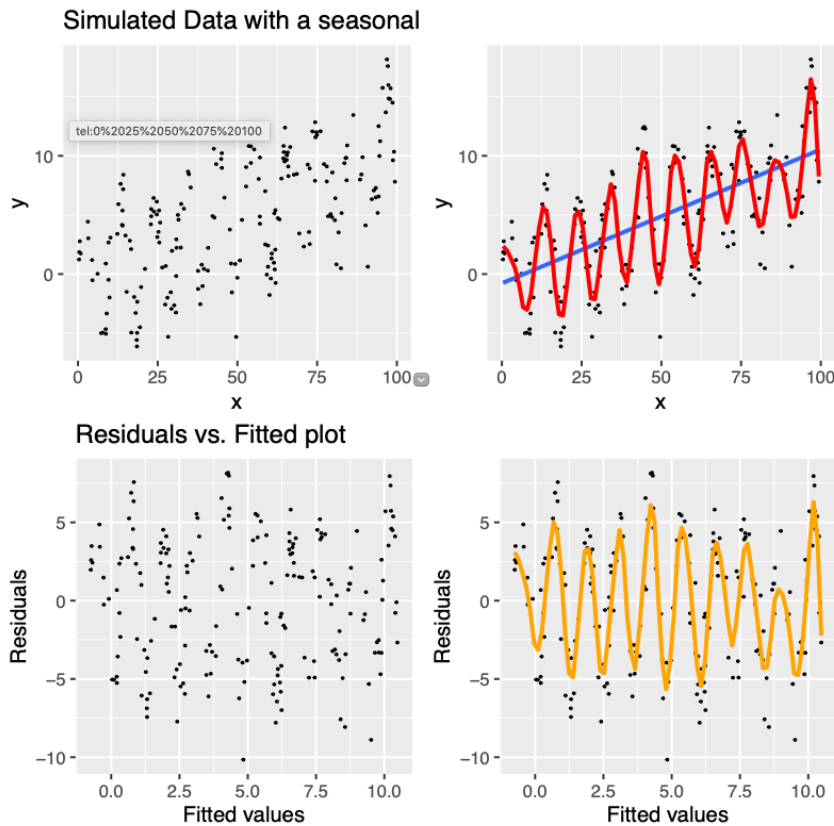 Simulated Data with a seasonal
y
10
0
tel:0%2025%2050%2075%20100
0 25 50 75 100
x
y
10
0
0 25 50 75 100
x
Residuals vs. Fitted plot
Residuals
5
0
−5
−10
0.0 2.5 5.0 7.5 10.0
Fitted values
Residuals
5
0
−5
−10
0.0 2.5 5.0 7.5 10.0
Fitted values